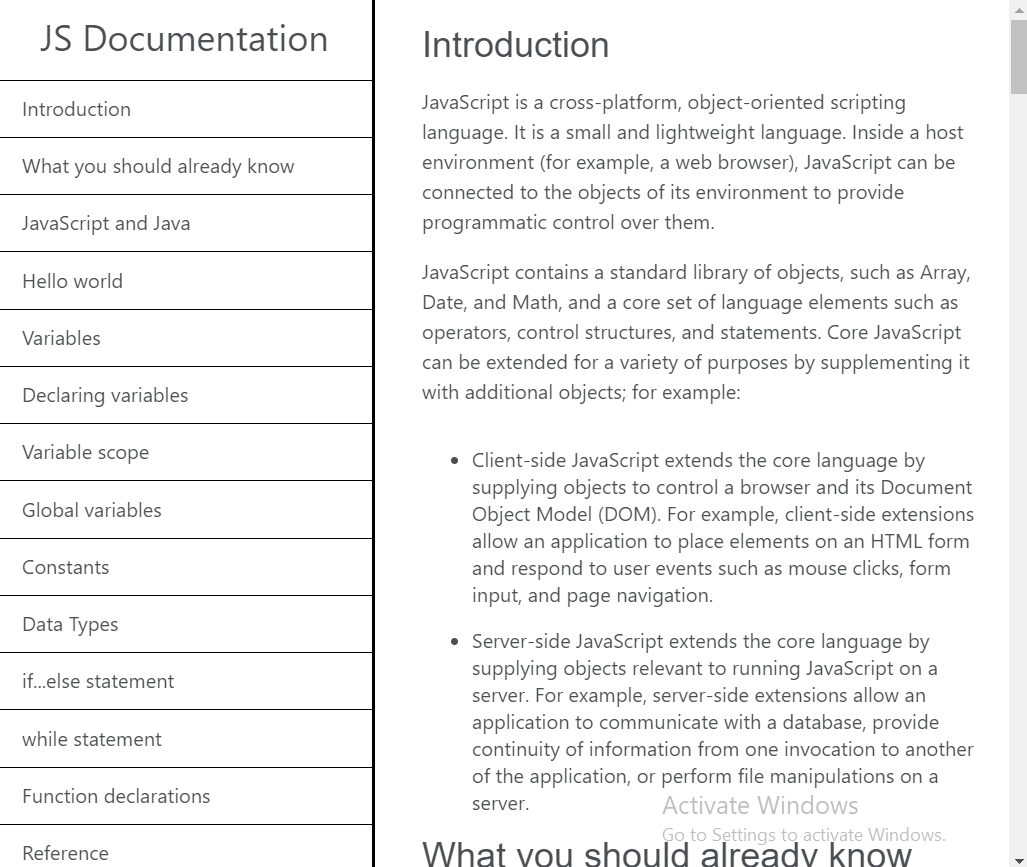 JS Documentation
Introduction
What you should already know
JavaScript and Java
Hello world
Variables
Declaring variables
Variable scope
Global variables
Constants
Data Types
if...else statement
while statement
Function declarations
Reference
Introduction
JavaScript is a cross-platform, object-oriented scripting
language. It is a small and lightweight language. Inside a host
environment (for example, a web browser), JavaScript can be
connected to the objects of its environment to provide
programmatic control over them.
JavaScript contains a standard library of objects, such as Array,
Date, and Math, and a core set of language elements such as
operators, control structures, and statements. Core JavaScript
can be extended for a variety of purposes by supplementing it
with additional objects; for example:
• Client-side JavaScript extends the core language by
supplying objects to control a browser and its Document
Object Model (DOM). For example, client-side extensions
allow an application to place elements on an HTML form
and respond to user events such as mouse clicks, form
input, and page navigation.
• Server-side JavaScript extends the core language by
supplying objects relevant to running JavaScript on a
server. For example, server-side extensions allow an
application to communicate with a database, provide
continuity of information from one invocation to another
of the application, or perform file manipulations on a
server.
Activate Windows
Go to Settings to activate Windows.
What you should already know